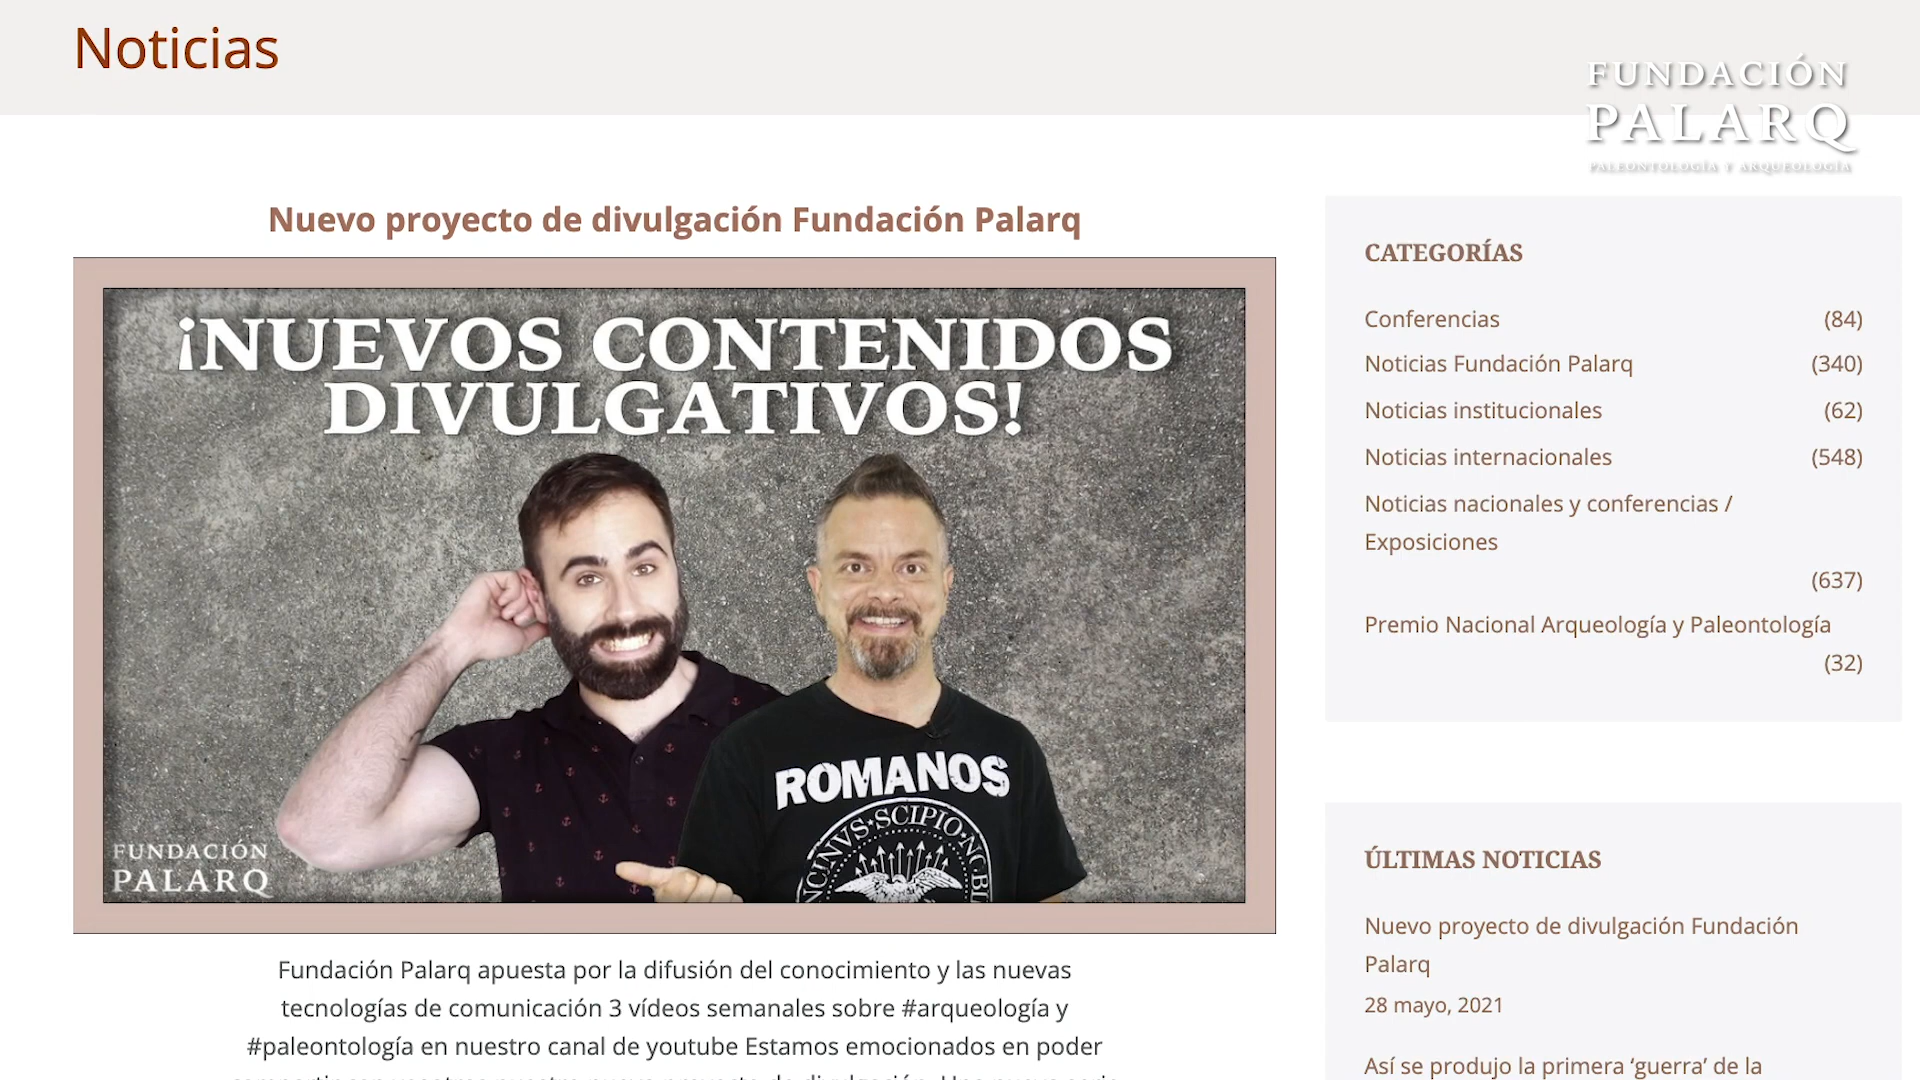 Noticias
FUNDACIÓN
PALARQ
PALEONTOLOGÍA Y ARQUEOLOGÍA
Nuevo proyecto de divulgación Fundación Palarq
¡NUEVOS CONTENIDOS
DIVULGATIVOS!
ROMANOS
SCIPIO
FUNDACIÓN
PALARQ
Fundación Palarq apuesta por la difusión del conocimiento y las nuevas
tecnologías de comunicación 3 vídeos semanales sobre #arqueología y
#paleontología en nuestro canal de youtube Estamos emocionados en poder
CATEGORÍAS
Conferencias (84)
Noticias Fundación Palarq (340)
Noticias institucionales (62)
Noticias internacionales (548)
Noticias nacionales y conferencias /
Exposiciones
(637)
Premio Nacional Arqueología y Paleontología
(32)
ÚLTIMAS NOTICIAS
Nuevo proyecto de divulgación Fundación
Palarq
28 mayo, 2021
Así se produjo la primera ‘guerra’ de la